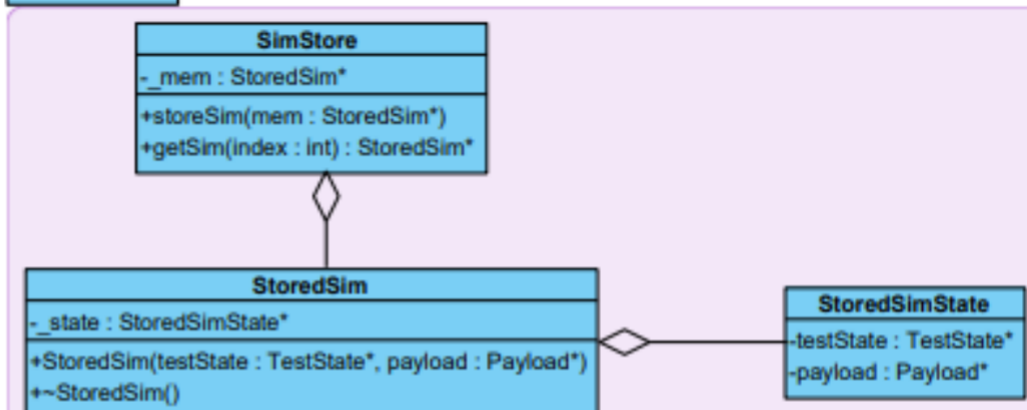 SimStore
-_mem : StoredSim*
+storeSim(mem : StoredSim*)
+getSim(index : int) : StoredSim*
StoredSim
-_state : StoredSimState*
+StoredSim(testState : TestState*, payload : Payload*)
+~StoredSim()
StoredSimState
-testState : TestState*
-payload : Payload*